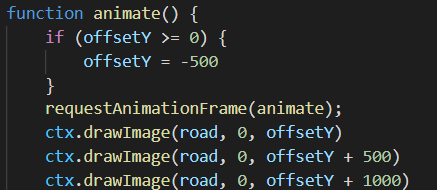 function animate() {
    if (offsetY >= 0) {
        offsetY = -500
    }
    requestAnimationFrame(animate);
    ctx.drawImage(road, 0, offsetY)
    ctx.drawImage(road, 0, offsetY + 500)
    ctx.drawImage(road, 0, offsetY + 1000)